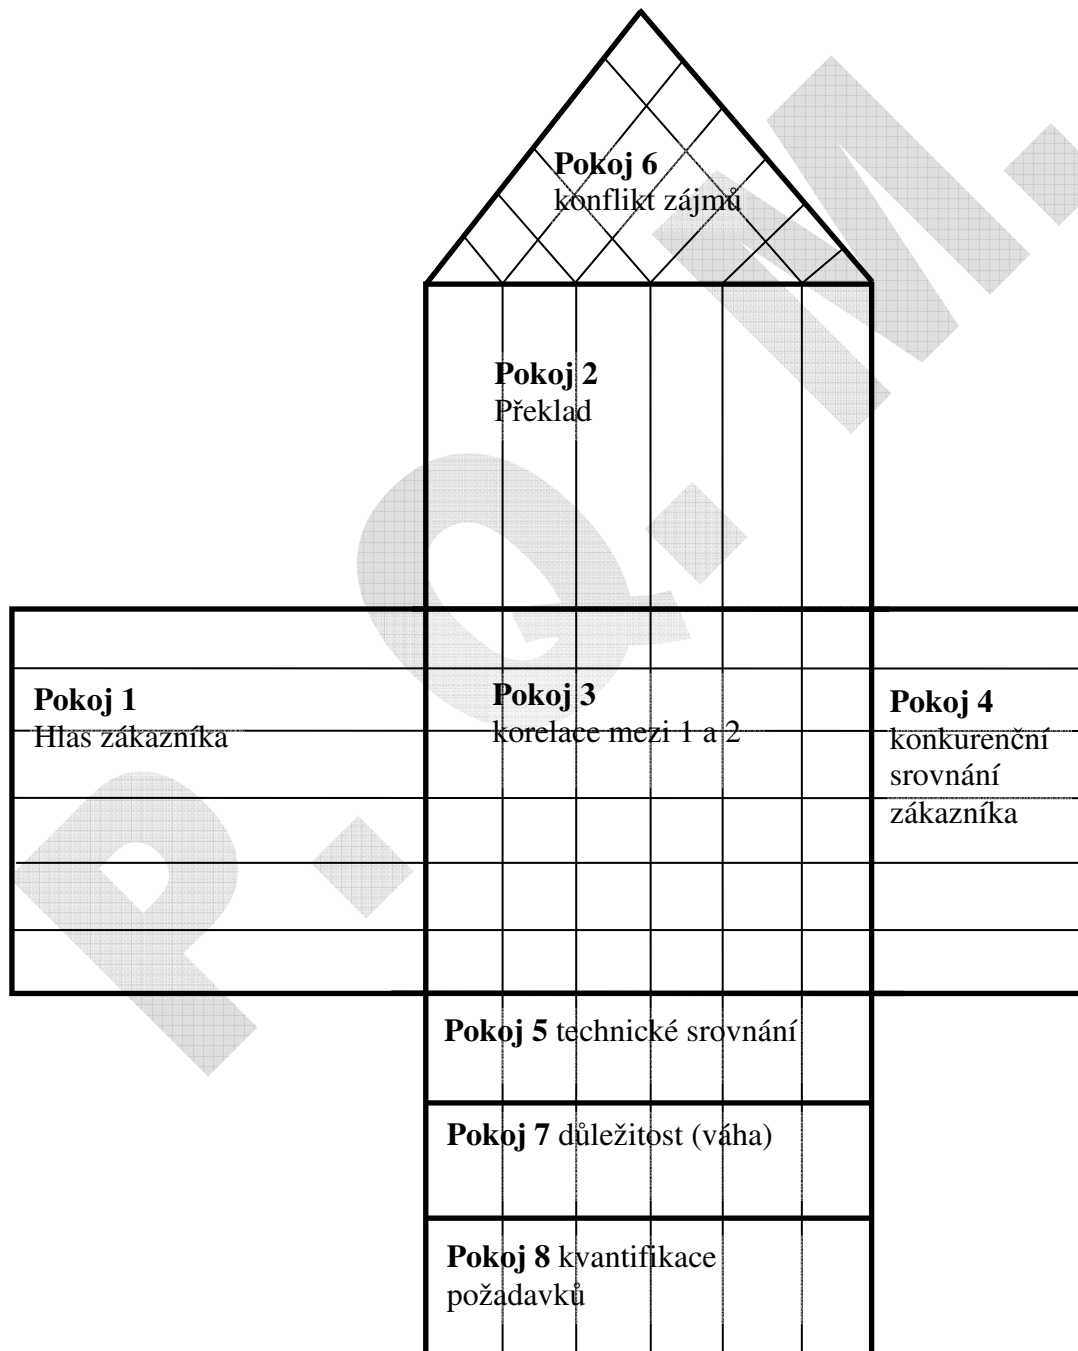 Pokoj 6
konflikt zájmů
Pokoj 2
Překlad
Pokoj 1
Hlas zákazníka
Pokoj 3
korelace mezi 1 a 2
Pokoj 4
konkurenční
srovnání
zákazníka
Pokoj 5 technické srovnání
Pokoj 7 důležitost (váha)
Pokoj 8 kvantifikace
požadavků
P. Q. M.